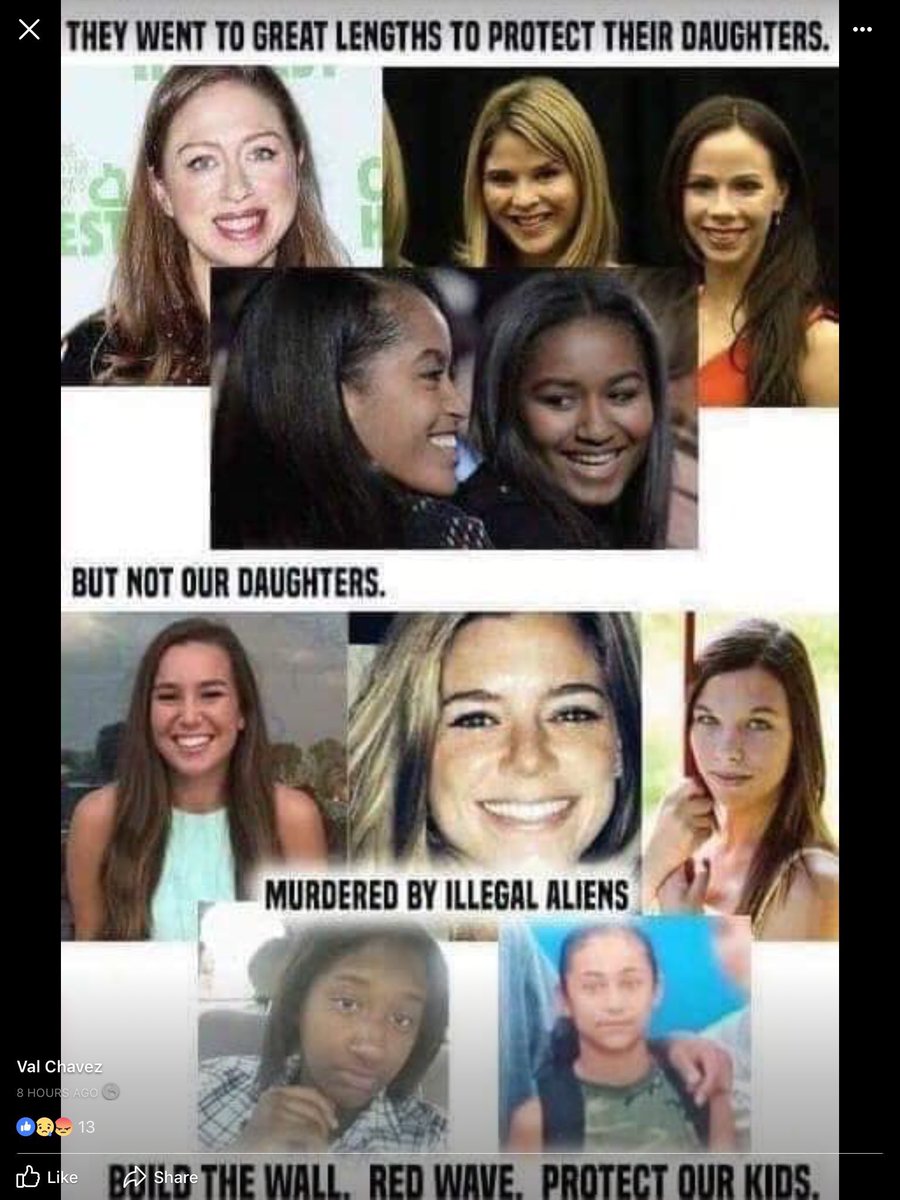 THEY WENT TO GREAT LENGTHS TO PROTECT THEIR DAUGHTERS.
EST
BUT NOT OUR DAUGHTERS.
MURDERED BY ILLEGAL ALIENS
Val Chavez
8 HOURS AGO
13
BUILD THE WALL. RED WAVE. PROTECT OUR KIDS.
Like
Share